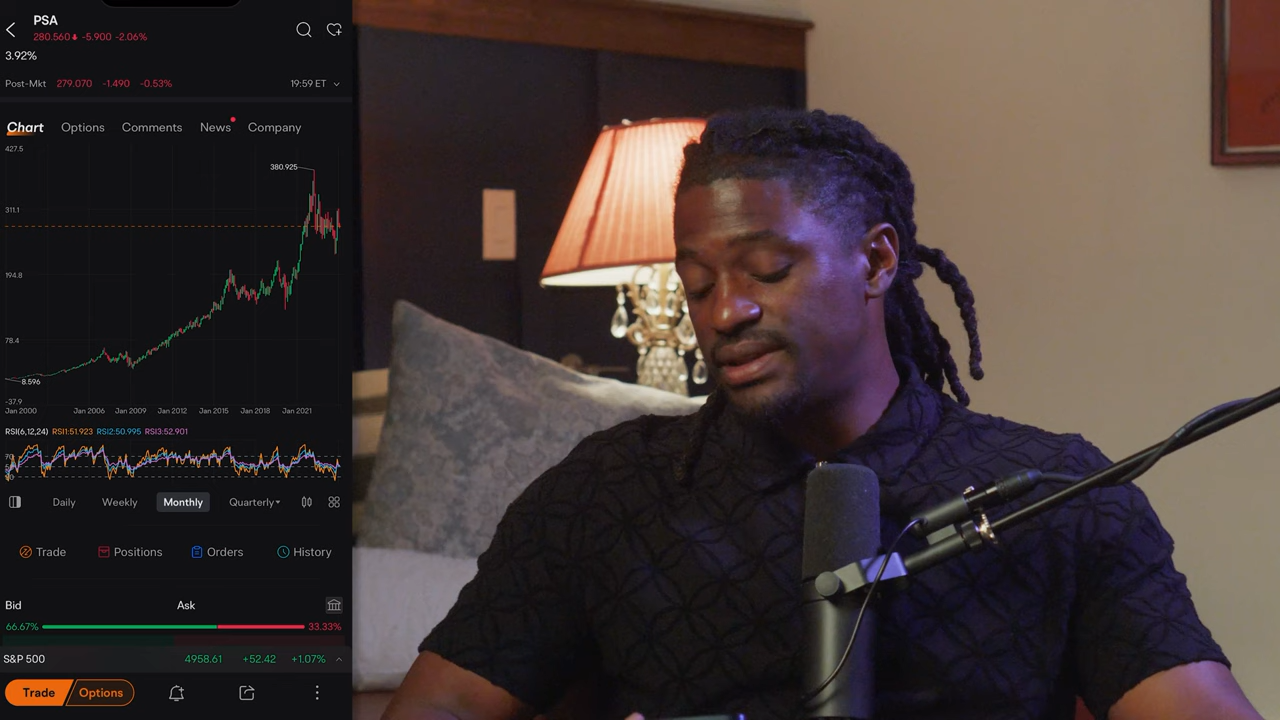 PSA
280.560 -5.900 -2.06%
3.92%
Post-Mkt 279.070 -1.490 -0.53% 19:59 ET
Chart Options Comments News Company
427.5
380.925
311.1
194.8
78.4
8.596
-37.9
Jan 2000 Jan 2006 Jan 2009 Jan 2012 Jan 2015 Jan 2018 Jan 2021
RSI(6,12,24) RSI1:51.923 RSI2:50.995 RSI3:52.901
Daily Weekly Monthly Quarterly
Trade Positions Orders History
Bid Ask
66.67% 33.33%
S&P 500 4958.61 +52.42 +1.07%
Trade Options